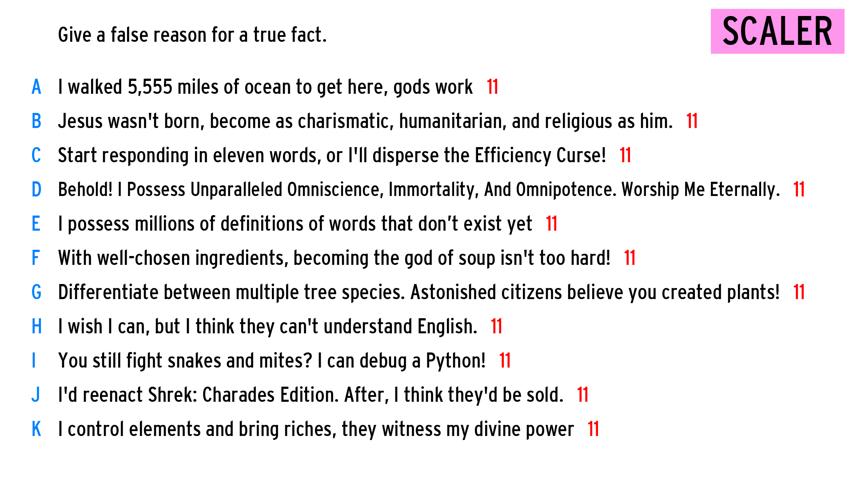 Give a false reason for a true fact.
SCALER
A I walked 5,555 miles of ocean to get here, gods work 11
B Jesus wasn't born, become as charismatic, humanitarian, and religious as him. 11
C Start responding in eleven words, or I'll disperse the Efficiency Curse! 11
D Behold! I Possess Unparalleled Omniscience, Immortality, And Omnipotence. Worship Me Eternally. 11
E I possess millions of definitions of words that don’t exist yet 11
F With well-chosen ingredients, becoming the god of soup isn't too hard! 11
G Differentiate between multiple tree species. Astonished citizens believe you created plants! 11
H I wish I can, but I think they can't understand English. 11
I You still fight snakes and mites? I can debug a Python! 11
J I'd reenact Shrek: Charades Edition. After, I think they'd be sold. 11
K I control elements and bring riches, they witness my divine power 11